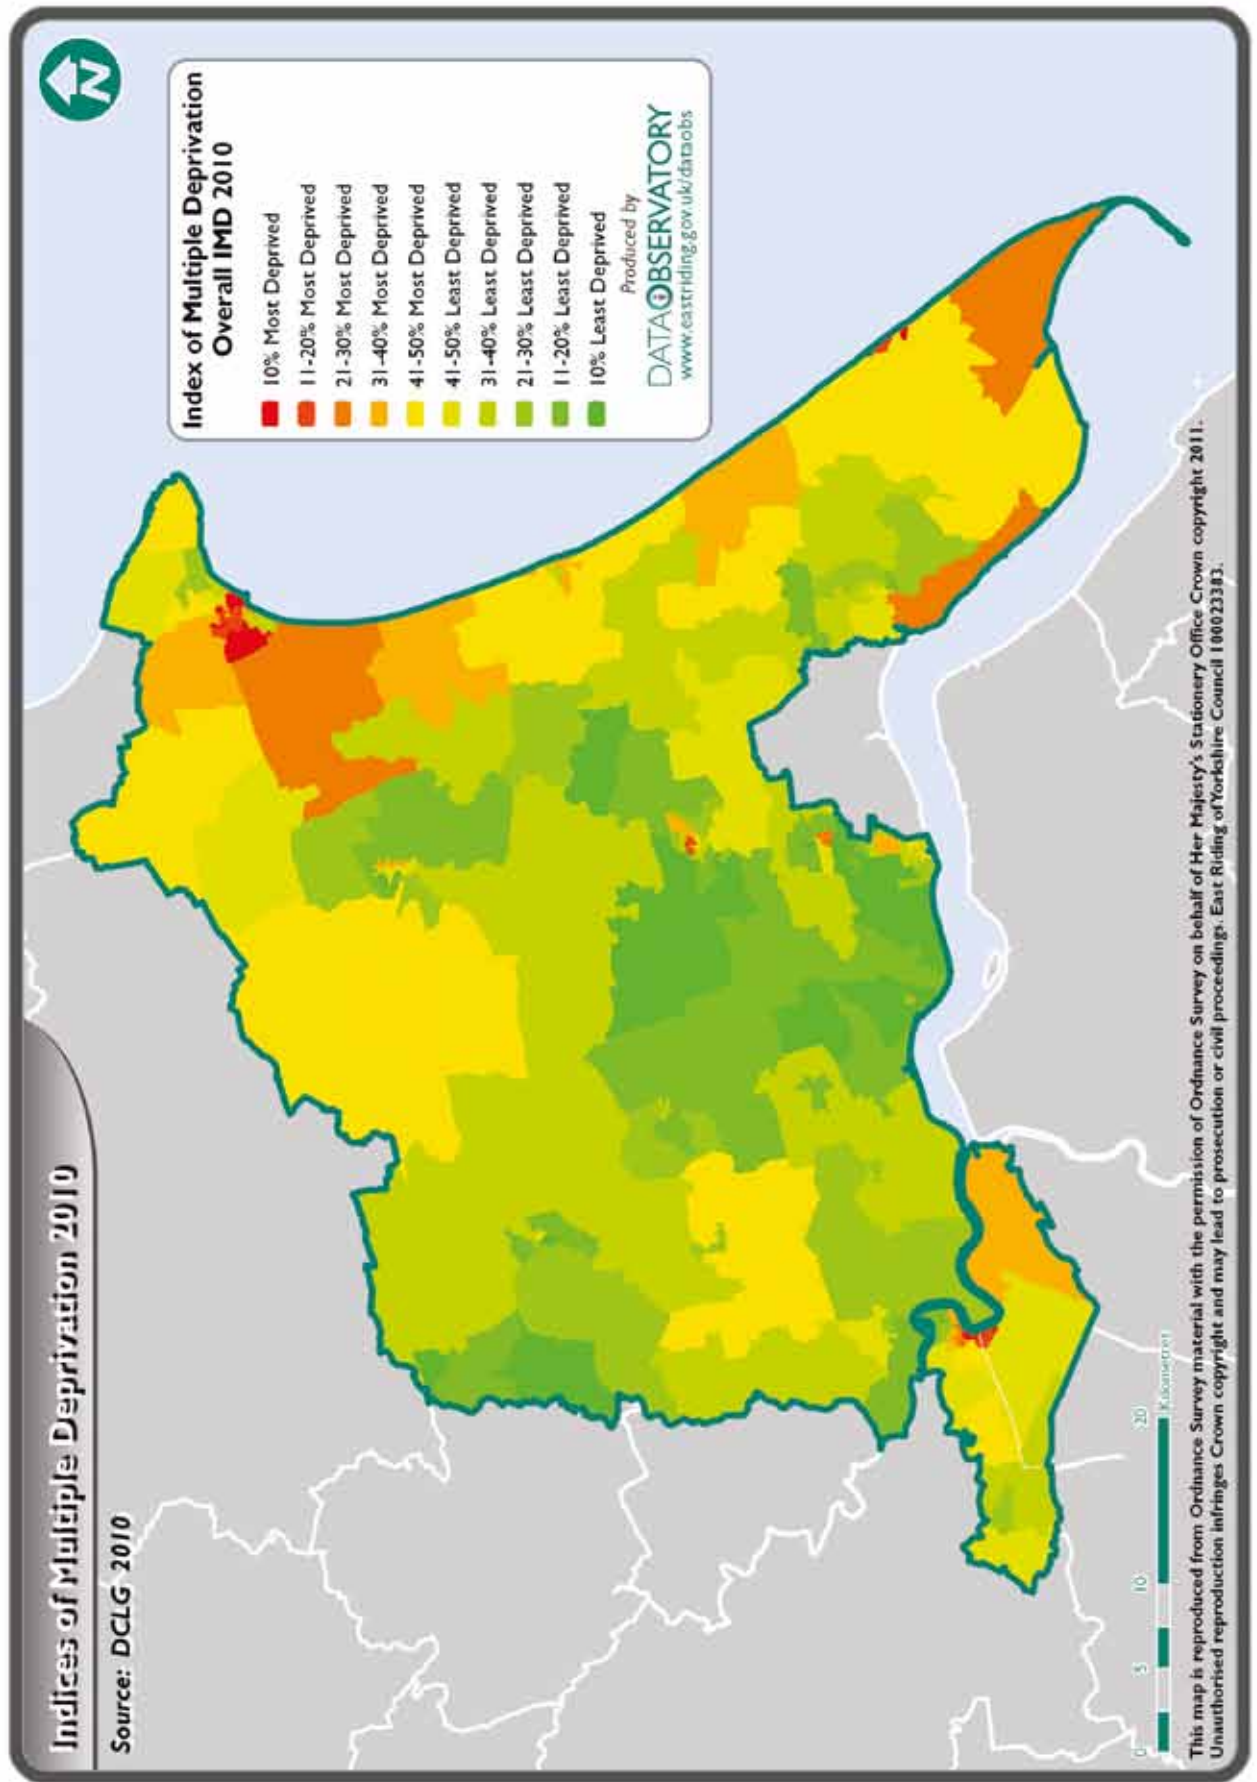 Indices of Multiple Deprivation 2010
Source: DCLG 2010
N
Index of Multiple Deprivation
Overall IMD 2010
10% Most Deprived
11-20% Most Deprived
21-30% Most Deprived
31-40% Most Deprived
41-50% Most Deprived
41-50% Least Deprived
31-40% Least Deprived
21-30% Least Deprived
11-20% Least Deprived
10% Least Deprived
Produced by
DATA OBSERVATORY
www.eastriding.gov.uk/dataobs
0 5 10 20
Kilometres
This map is reproduced from Ordnance Survey material with the permission of Ordnance Survey on behalf of Her Majesty's Stationery Office Crown copyright 2011.
Unauthorised reproduction infringes Crown copyright and may lead to prosecution or civil proceedings. East Riding of Yorkshire Council 100023383.